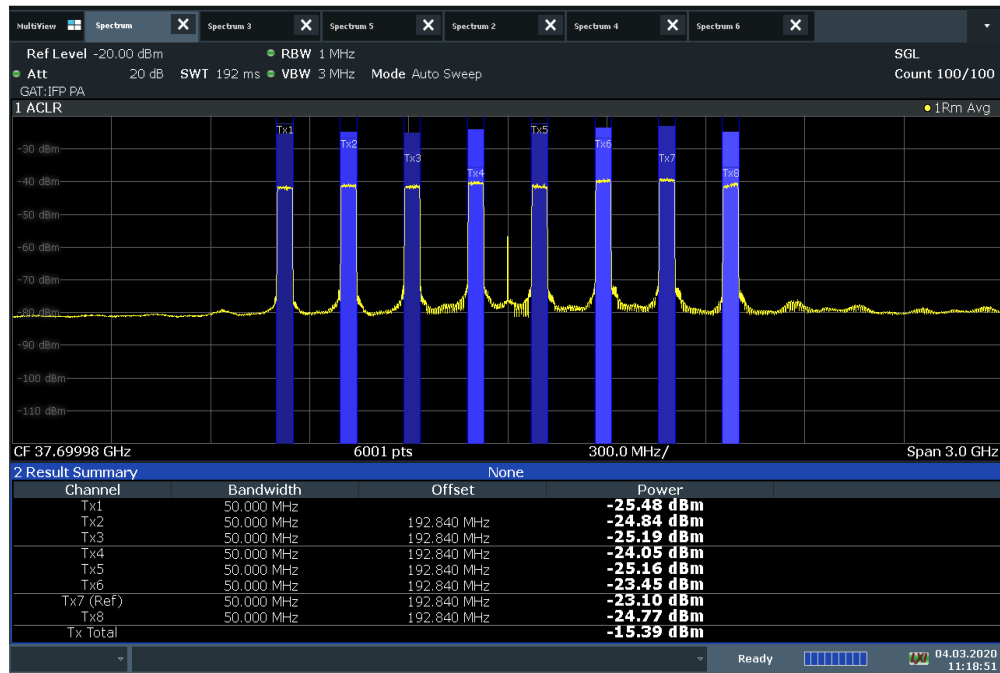 MultiView Spectrum X Spectrum 3 X Spectrum 5 X Spectrum 2 X Spectrum 4 X Spectrum 6 X
Ref Level -20.00 dBm RBW 1 MHz SGL
Att 20 dB SWT 192 ms VBW 3 MHz Mode Auto Sweep Count 100/100
GAT:IFP PA
1 ACLR 1Rm Avg
Tx1 Tx5
Tx2 Tx6
-30 dBm
Tx3 Tx7
Tx4 Tx8
-40 dBm
-50 dBm
-60 dBm
-70 dBm
-80 dBm
-90 dBm
-100 dBm
-110 dBm
CF 37.69998 GHz 6001 pts 300.0 MHz/ Span 3.0 GHz
2 Result Summary None
Channel Bandwidth Offset Power
Tx1 50.000 MHz -25.48 dBm
Tx2 50.000 MHz 192.840 MHz -24.84 dBm
Tx3 50.000 MHz 192.840 MHz -25.19 dBm
Tx4 50.000 MHz 192.840 MHz -24.05 dBm
Tx5 50.000 MHz 192.840 MHz -25.16 dBm
Tx6 50.000 MHz 192.840 MHz -23.45 dBm
Tx7 (Ref) 50.000 MHz 192.840 MHz -23.10 dBm
Tx8 50.000 MHz 192.840 MHz -24.77 dBm
Tx Total -15.39 dBm
Ready LXI 04.03.2020
11:18:51